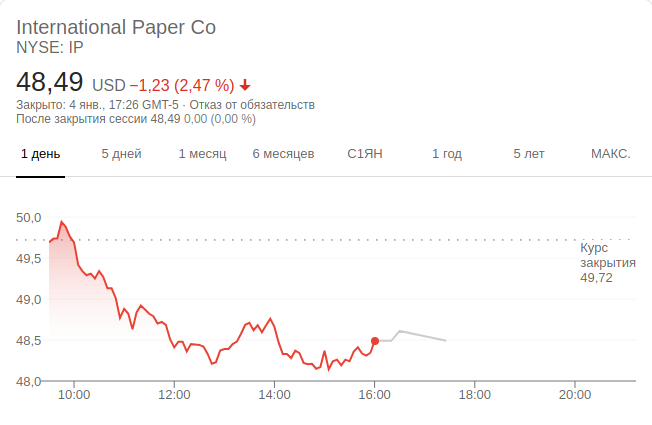 International Paper Co
NYSE: IP
48,49 USD −1,23 (2,47 %)
Закрыто: 4 янв., 17:26 GMT-5 · Отказ от обязательств
После закрытия сессии 48,49 0,00 (0,00 %)
1 день 5 дней 1 месяц 6 месяцев С1ЯН 1 год 5 лет МАКС.
50,0
Курс
закрытия
49,72
49,5
49,0
48,5
48,0
10:00 12:00 14:00 16:00 18:00 20:00